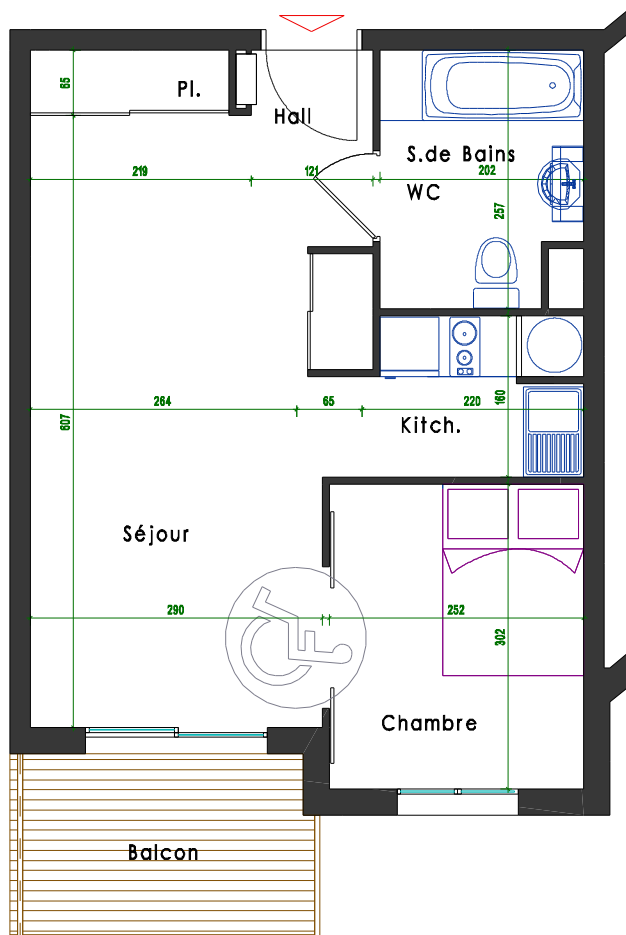 65
Pl.
Hall
S.de Bains
WC
219
121
202
257
264
65
220
160
607
Kitch.
Séjour
290
252
302
Chambre
Balcon